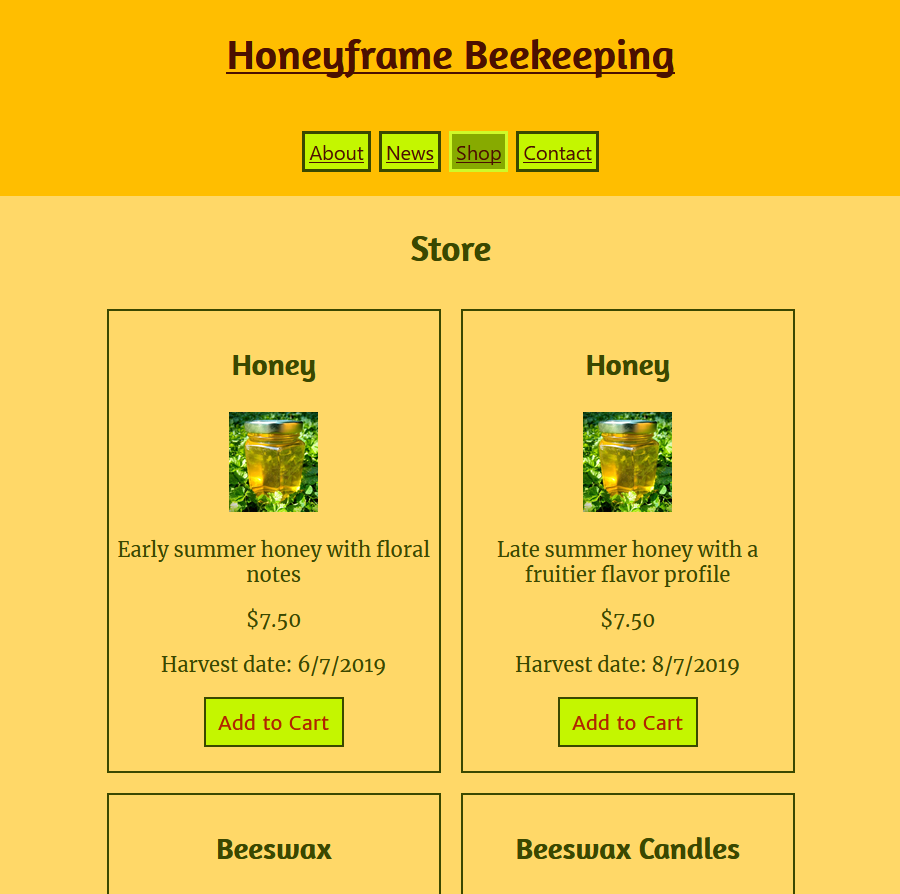 Honeyframe Beekeeping
About News Shop Contact
Store
Honey
Early summer honey with floral
notes
$7.50
Harvest date: 6/7/2019
Add to Cart
Honey
Late summer honey with a
fruitier flavor profile
$7.50
Harvest date: 8/7/2019
Add to Cart
Beeswax
Beeswax Candles